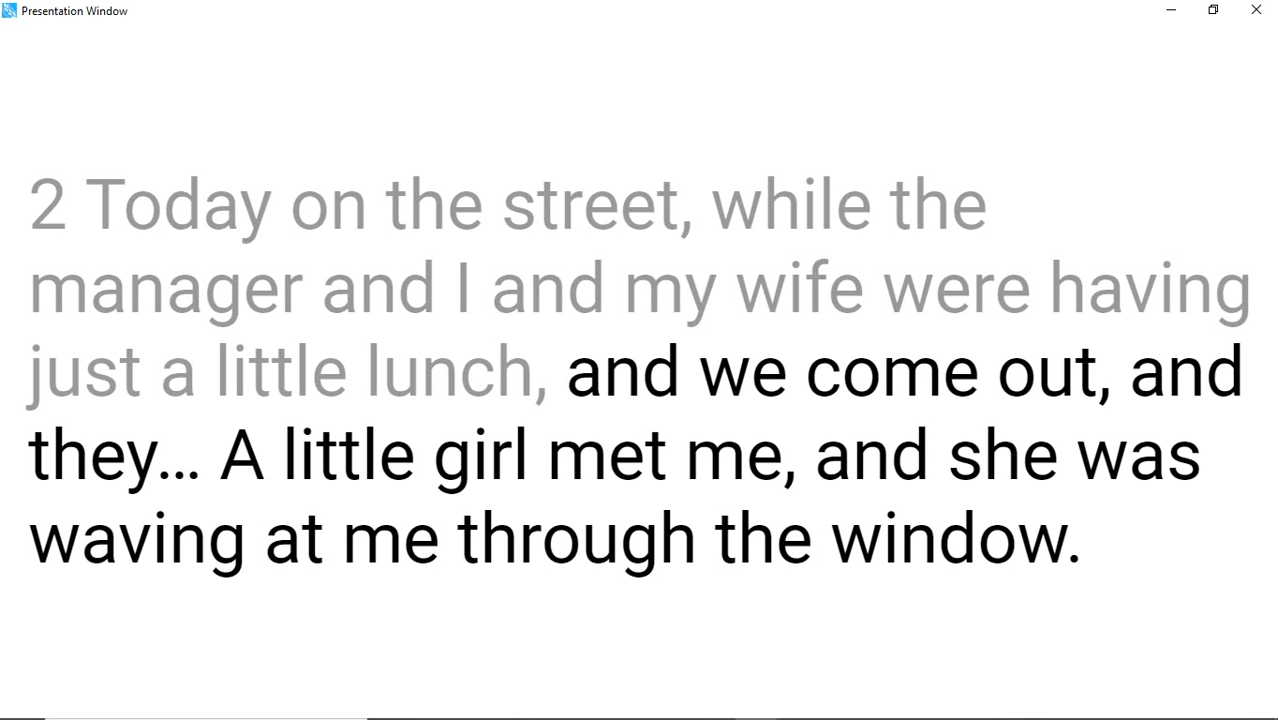 Presentation Window
2 Today on the street, while the
manager and I and my wife were having
just a little lunch, and we come out, and
they… A little girl met me, and she was
waving at me through the window.